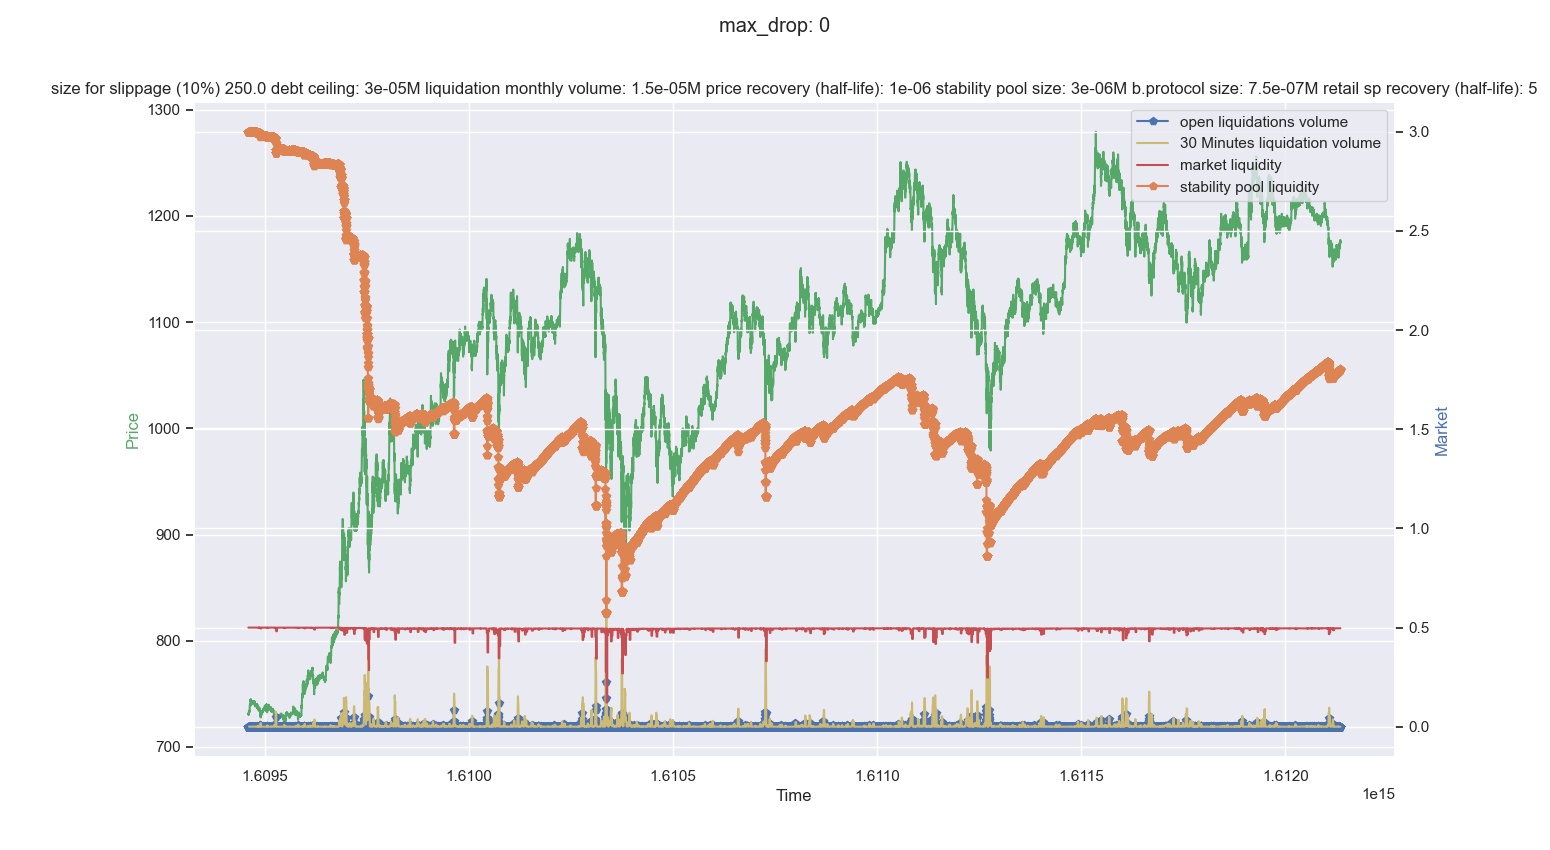 max_drop: 0
size for slippage (10%) 250.0 debt ceiling: 3e-05M liquidation monthly volume: 1.5e-05M price recovery (half-life): 1e-06 stability pool size: 3e-06M b.protocol size: 7.5e-07M retail sp recovery (half-life): 5
1300
1200
1100
1000
900
800
700
Price
open liquidations volume
30 Minutes liquidation volume
market liquidity
stability pool liquidity
3.0
2.5
2.0
1.5
1.0
0.5
0.0
Market
1.6095
1.6100
1.6105
1.6110
1.6115
1.6120
Time
1e15